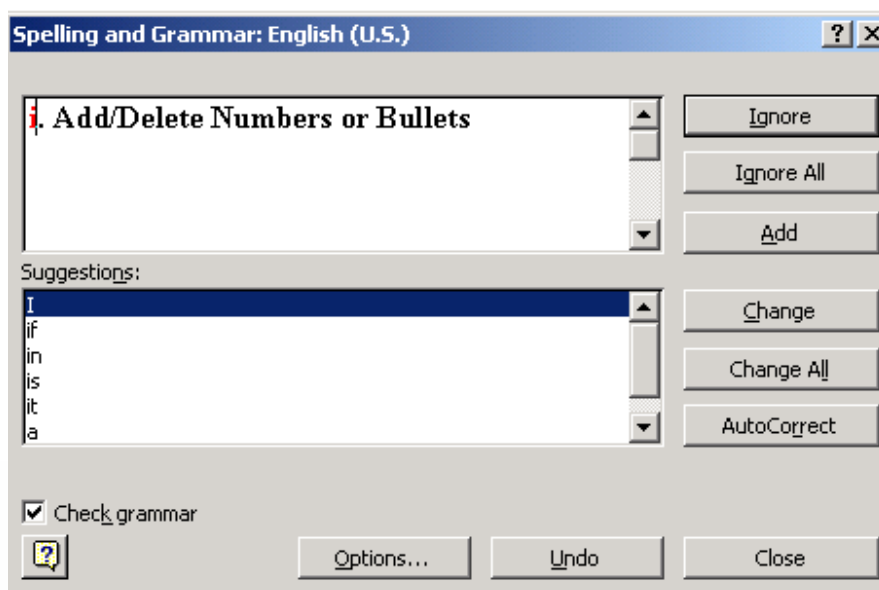 Spelling and Grammar: English (U.S.)
i. Add/Delete Numbers or Bullets
Ignore
Ignore All
Add
Suggestions:
I
if
in
is
it
a
Change
Change All
AutoCorrect
Check grammar
Options...
Undo
Close